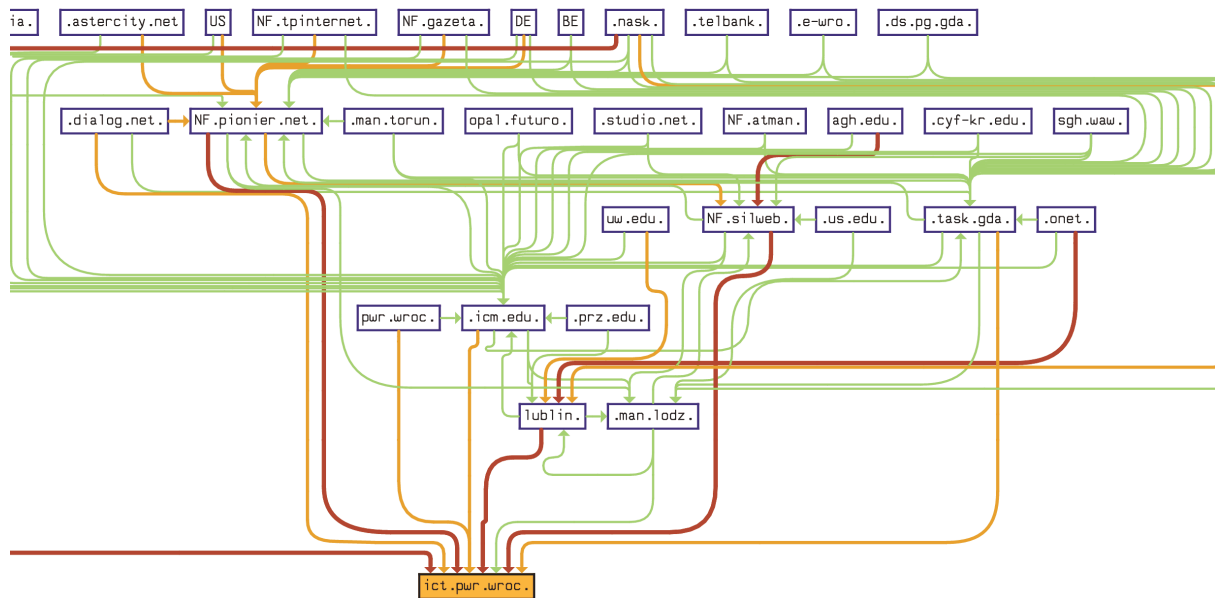 ia. .astercity.net US NF.tpinternet. NF.gazeta. DE BE .nask. .telbank. .e-wro. .ds.pg.gda.
.dialog.net. NF.pionier.net. .man.torun. opal.futuro. .studio.net. NF.atman. agh.edu. .cyf-kr.edu. sgh.waw.
uw.edu. NF.silweb. .us.edu. .task.gda. .onet.
pwr.wroc. .icm.edu. .prz.edu.
lublin. .man.lodz.
ict.pwr.wroc.